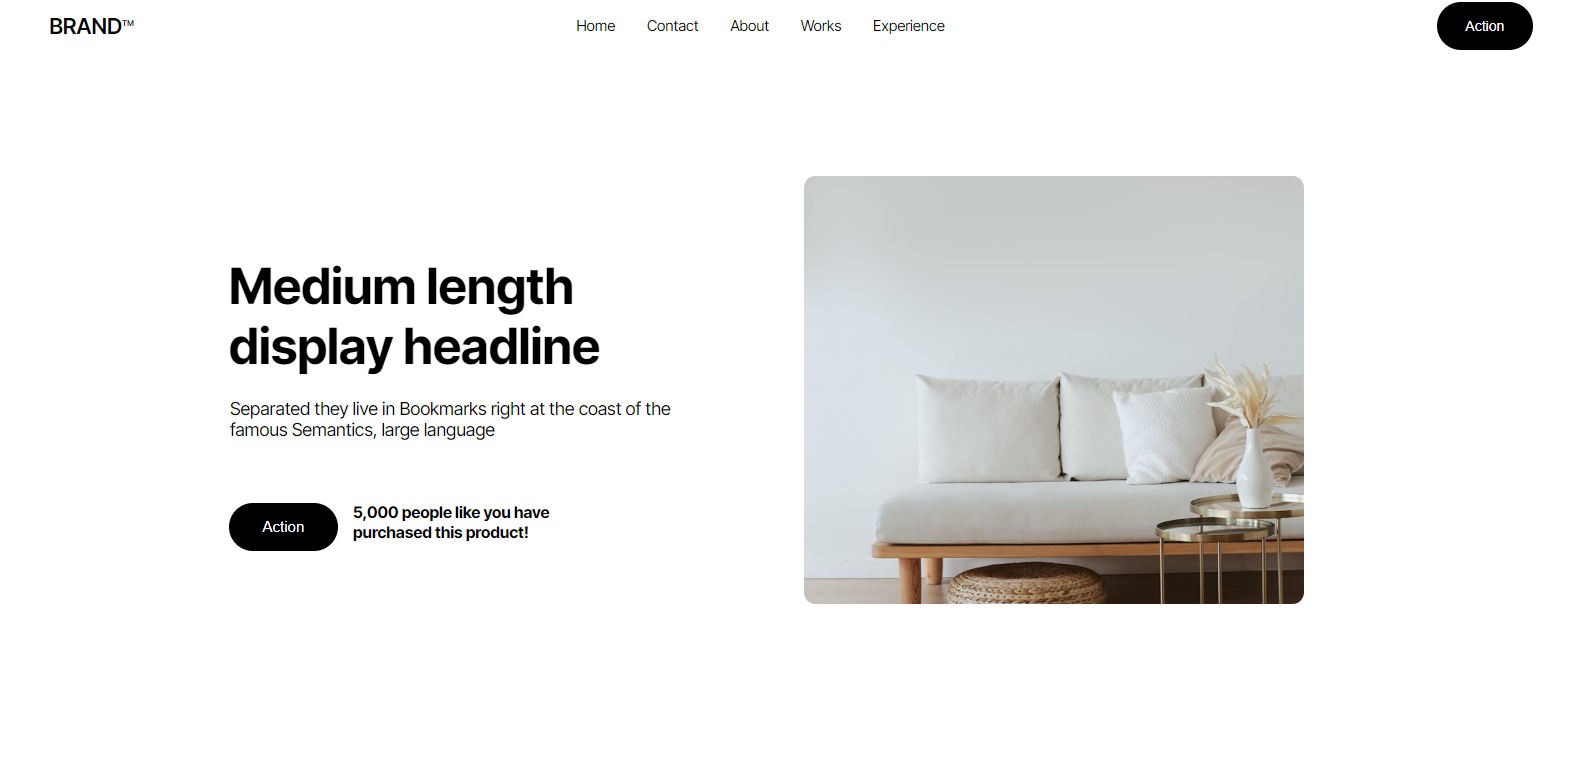 BRAND™
Home Contact About Works Experience
Action
Medium length
display headline
Separated they live in Bookmarks right at the coast of the
famous Semantics, large language
Action
5,000 people like you have
purchased this product!